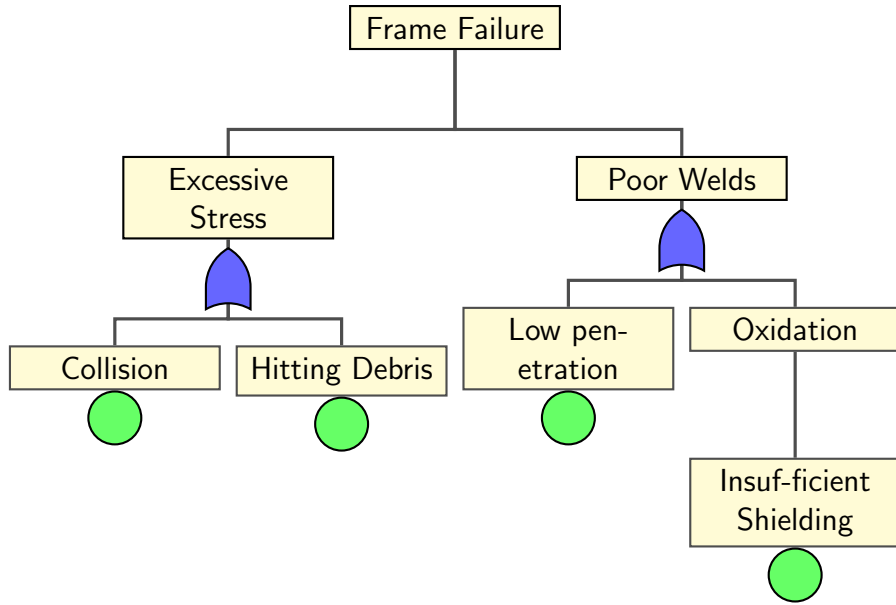 Frame Failure
Excessive
Stress
Poor Welds
Collision
Hitting Debris
Low pen-
etration
Oxidation
Insuf-ficient
Shielding